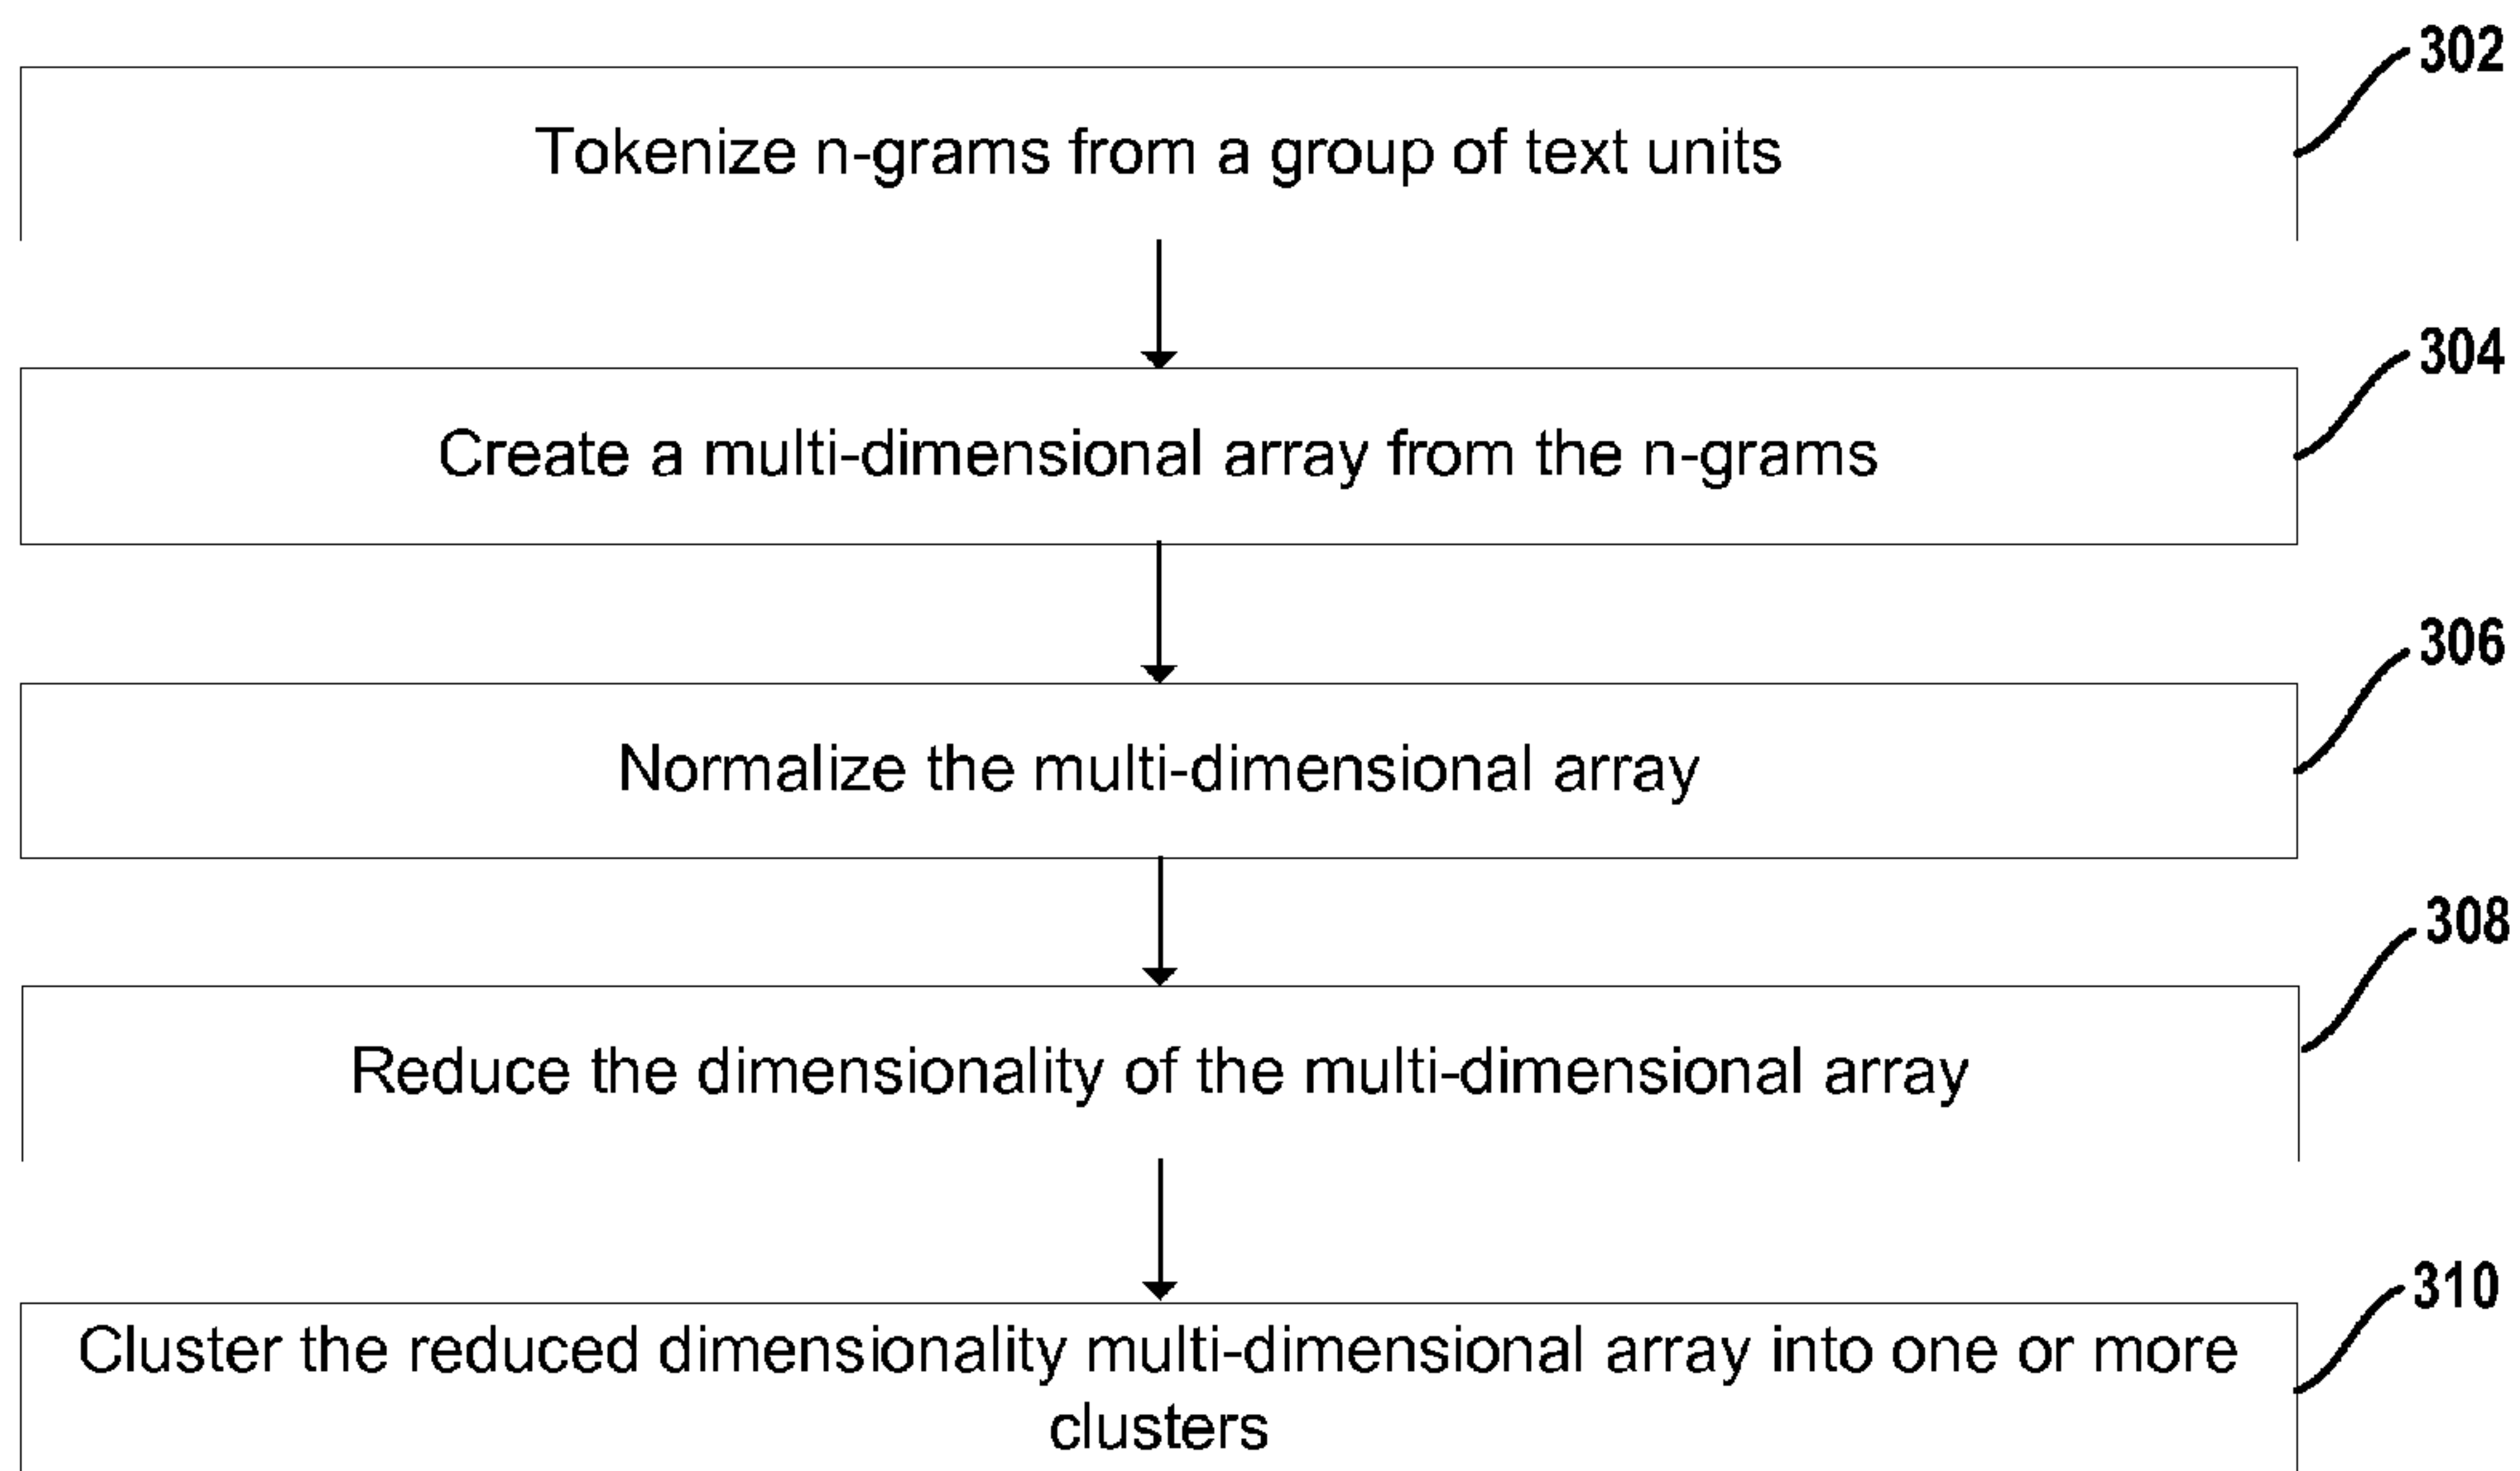 302
Tokenize n-grams from a group of text units
304
Create a multi-dimensional array from the n-grams
306
Normalize the multi-dimensional array
308
Reduce the dimensionality of the multi-dimensional array
310
Cluster the reduced dimensionality multi-dimensional array into one or more
clusters